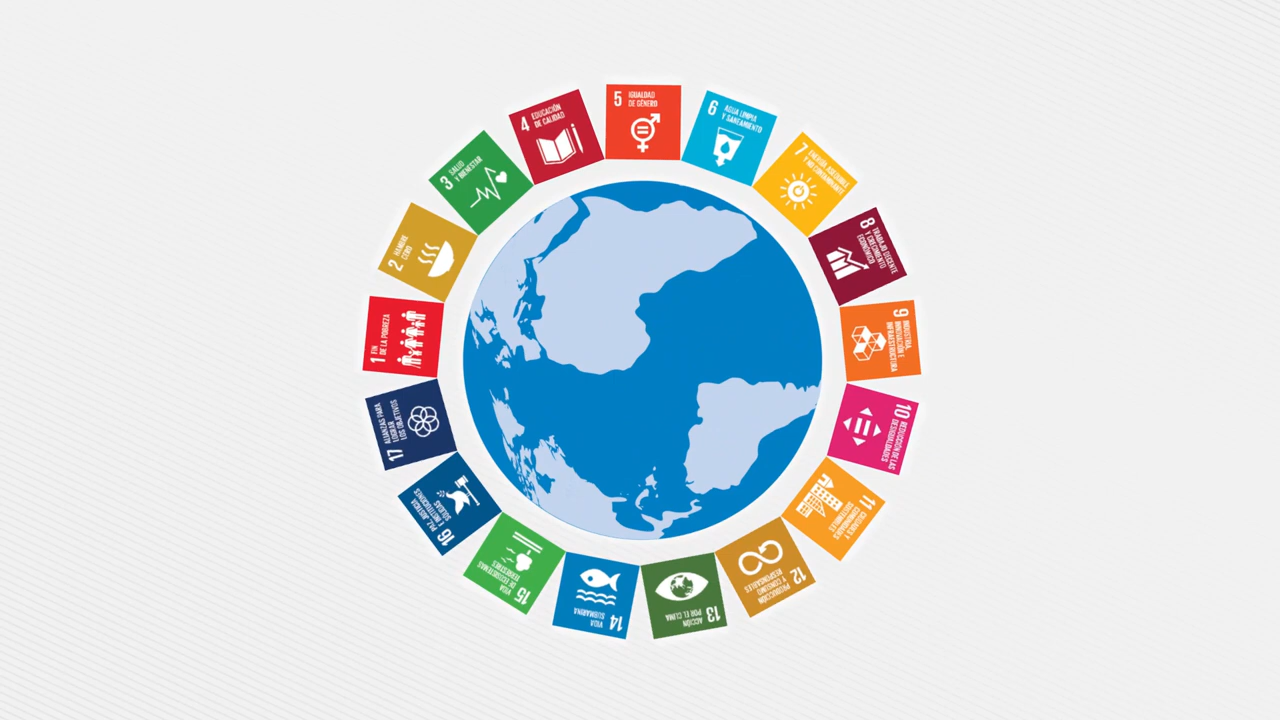 1 FIN
DE LA POBREZA
2 HAMBRE
CERO
3 SALUD
Y BIENESTAR
4 EDUCACIÓN
DE CALIDAD
5 IGUALDAD
DE GÉNERO
6 AGUA LIMPIA
Y SANEAMIENTO
7 ENERGÍA ASEQUIBLE
Y NO CONTAMINANTE
8 TRABAJO DECENTE
Y CRECIMIENTO
ECONÓMICO
9 INDUSTRIA,
INNOVACIÓN E
INFRAESTRUCTURA
10 REDUCCIÓN DE LAS
DESIGUALDADES
11 CIUDADES Y
COMUNIDADES
SOSTENIBLES
12 PRODUCCIÓN
Y CONSUMO
RESPONSABLES
13 ACCIÓN
POR EL CLIMA
14 VIDA
SUBMARINA
15 VIDA
DE ECOSISTEMAS
TERRESTRES
16 PAZ, JUSTICIA
E INSTITUCIONES
SÓLIDAS
17 ALIANZAS PARA
LOGRAR
LOS OBJETIVOS